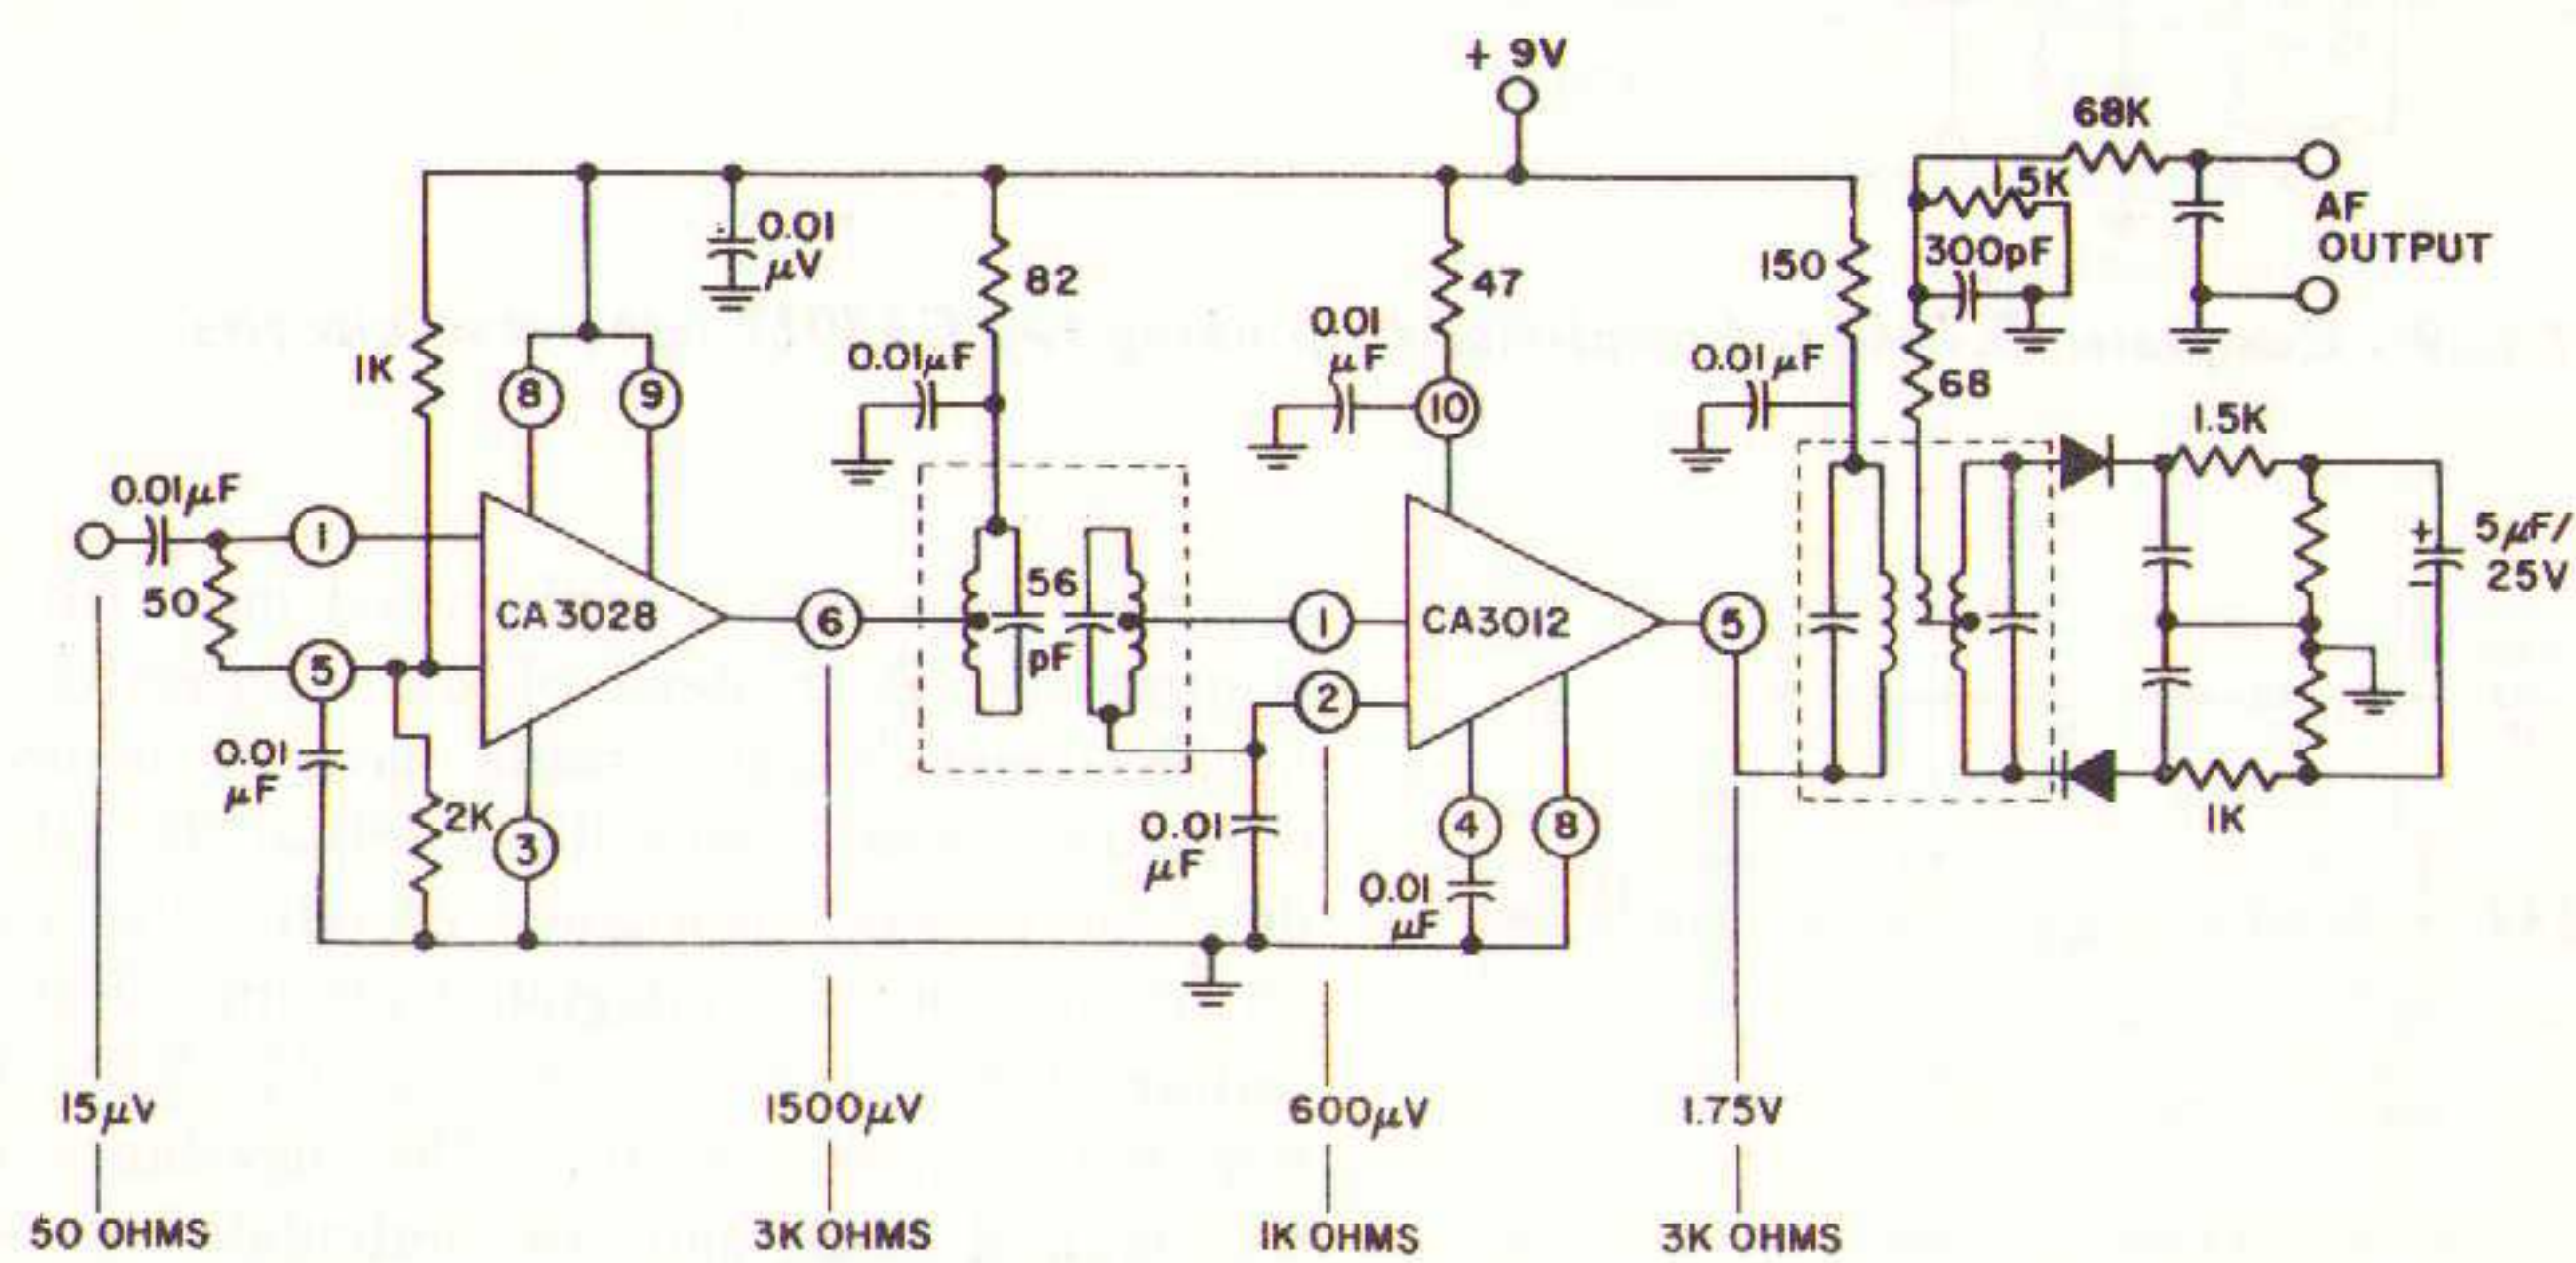 + 9V
68K
1.5K
AF
OUTPUT
300pF
0.01
μV
82
47
150
0.01
μF
1K
0.01μF
0.01μF
68
8
9
10
1.5K
0.01μF
1
50
CA3028
6
56
pF
1
CA3012
5
5μF/
25V
+
−
5
2
0.01
μF
2K
3
0.01
μF
4
8
0.01
μF
1K
15μV
1500μV
600μV
1.75V
50 OHMS
3K OHMS
1K OHMS
3K OHMS